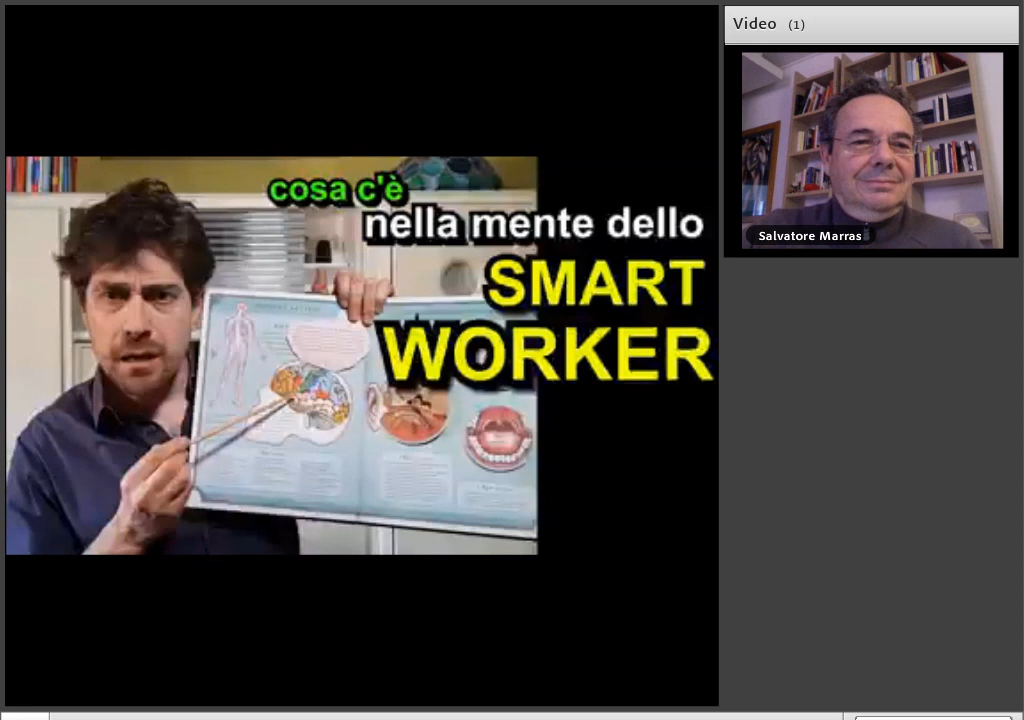 cosa c'è
nella mente dello
SMART
WORKER
Video (1)
Salvatore Marras